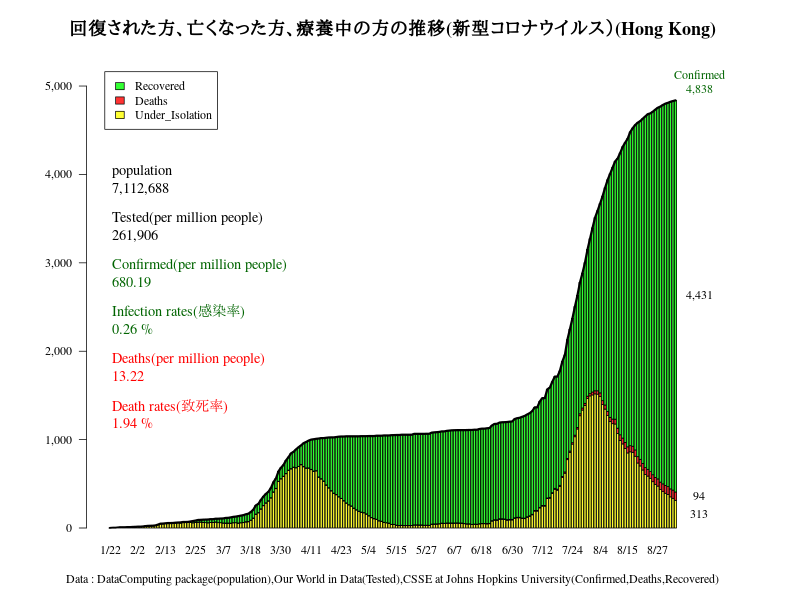 回復された方、亡くなった方、療養中の方の推移(新型コロナウイルス）(Hong Kong)
Confirmed
4,838
Recovered
Deaths
Under_Isolation
population
7,112,688
Tested(per million people)
261,906
Confirmed(per million people)
680.19
Infection rates(感染率)
0.26 %
Deaths(per million people)
13.22
Death rates(致死率)
1.94 %
5,000
4,000
3,000
2,000
1,000
0
4,431
94
313
1/22 2/2 2/13 2/25 3/7 3/18 3/30 4/11 4/23 5/4 5/15 5/27 6/7 6/18 6/30 7/12 7/24 8/4 8/15 8/27
Data : DataComputing package(population),Our World in Data(Tested),CSSE at Johns Hopkins University(Confirmed,Deaths,Recovered)